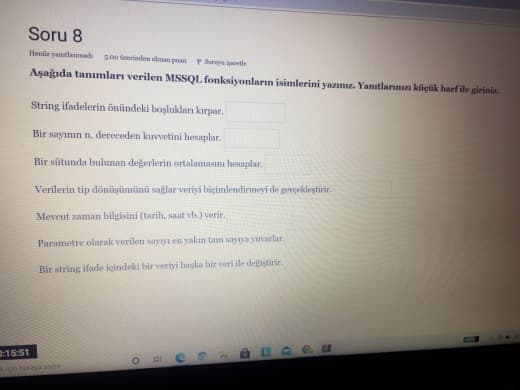 Soru 8
Henüz yanıtlanmadı 5,00 üzerinden alınan puan Soruyu işaretle
Aşağıda tanımları verilen MSSQL fonksiyonların isimlerini yazınız. Yanıtlarınızı küçük harf ile giriniz.
String ifadelerin önündeki boşlukları kırpar.
Bir sayının n. dereceden kuvvetini hesaplar.
Bir sütunda bulunan değerlerin ortalamasını hesaplar.
Verilerin tip dönüşümünü sağlar veriyi biçimlendirmeyi de gerçekleştirir.
Mevcut zaman bilgisini (tarih, saat vb.) verir.
Parametre olarak verilen sayıyı en yakın tam sayıya yuvarlar.
Bir string ifade içindeki bir veriyi başka bir veri ile değiştirir.
:15:51
için buraya yazın